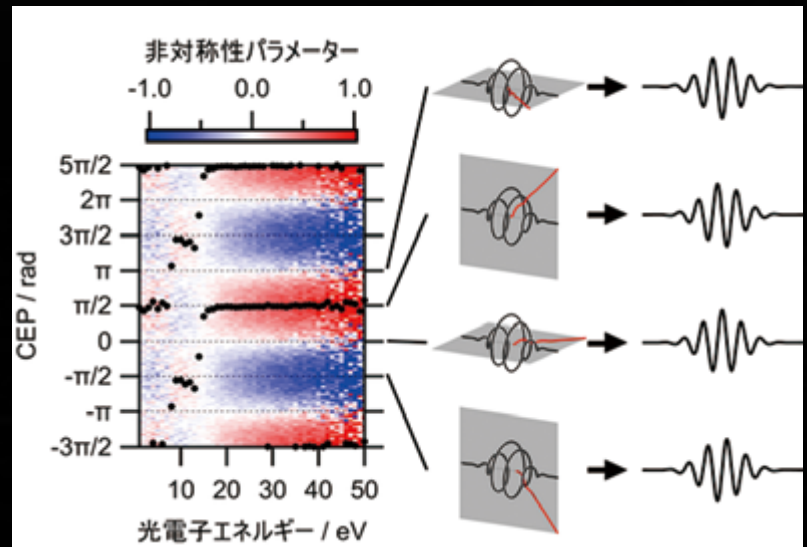 非対称性パラメーター
-1.0 0.0 1.0
5π/2
2π
3π/2
π
π/2
0
-π/2
-π
-3π/2
CEP / rad
10 20 30 40 50
光電子エネルギー / eV